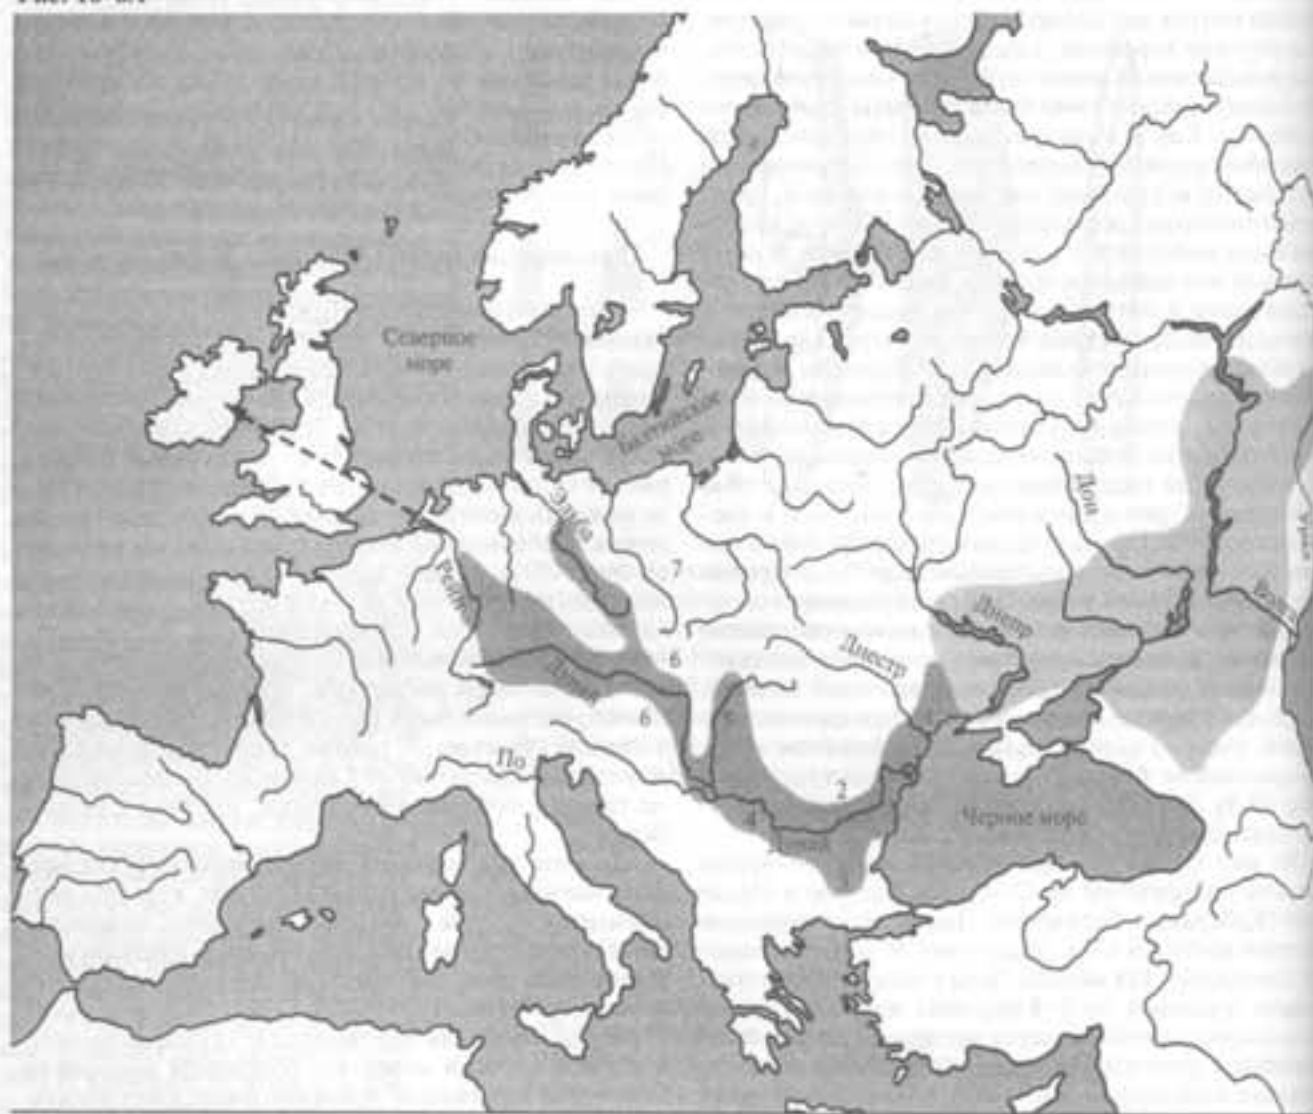 Северное
море
Балтийское
море
Эльба
Дон
Рейн
7
Днепр
Волга
Днестр
6
Дунай
6
По
2
4
Черное море
Дунай